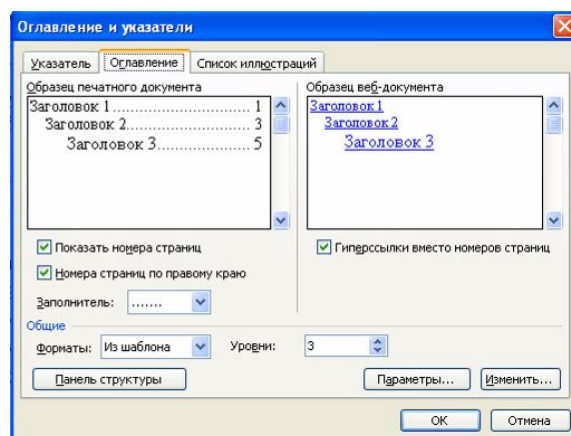 Оглавление и указатели
Указатель Оглавление Список иллюстраций
Образец печатного документа
Заголовок 1........................... 1
Заголовок 2........................ 3
Заголовок 3..................... 5
Образец веб-документа
Заголовок 1
Заголовок 2
Заголовок 3
Показать номера страниц
Номера страниц по правому краю
Заполнитель: .......
Гиперссылки вместо номеров страниц
Общие
Форматы: Из шаблона Уровни: 3
Панель структуры Параметры... Изменить...
ОК Отмена